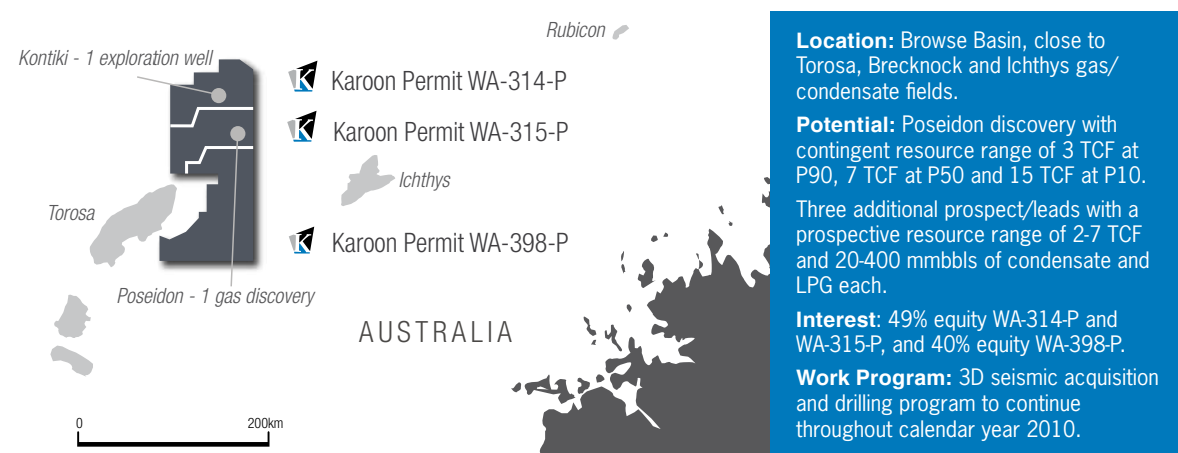 Rubicon
Kontiki - 1 exploration well
Karoon Permit WA-314-P
Karoon Permit WA-315-P
Ichthys
Torosa
Karoon Permit WA-398-P
Poseidon - 1 gas discovery
AUSTRALIA
0 200km
Location: Browse Basin, close to
Torosa, Brecknock and Ichthys gas/
condensate fields.
Potential: Poseidon discovery with
contingent resource range of 3 TCF at
P90, 7 TCF at P50 and 15 TCF at P10.
Three additional prospect/leads with a
prospective resource range of 2-7 TCF
and 20-400 mmbbls of condensate and
LPG each.
Interest: 49% equity WA-314-P and
WA-315-P, and 40% equity WA-398-P.
Work Program: 3D seismic acquisition
and drilling program to continue
throughout calendar year 2010.